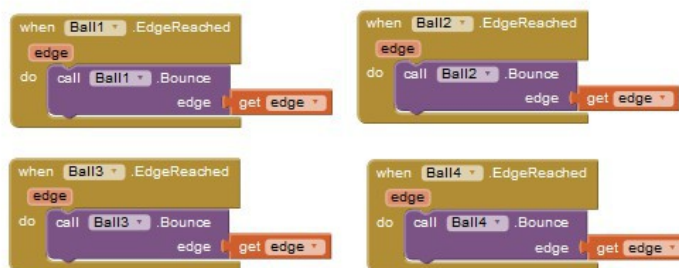 when Ball1 .EdgeReached
edge
do call Ball1 .Bounce
edge get edge
when Ball2 .EdgeReached
edge
do call Ball2 .Bounce
edge get edge
when Ball3 .EdgeReached
edge
do call Ball3 .Bounce
edge get edge
when Ball4 .EdgeReached
edge
do call Ball4 .Bounce
edge get edge